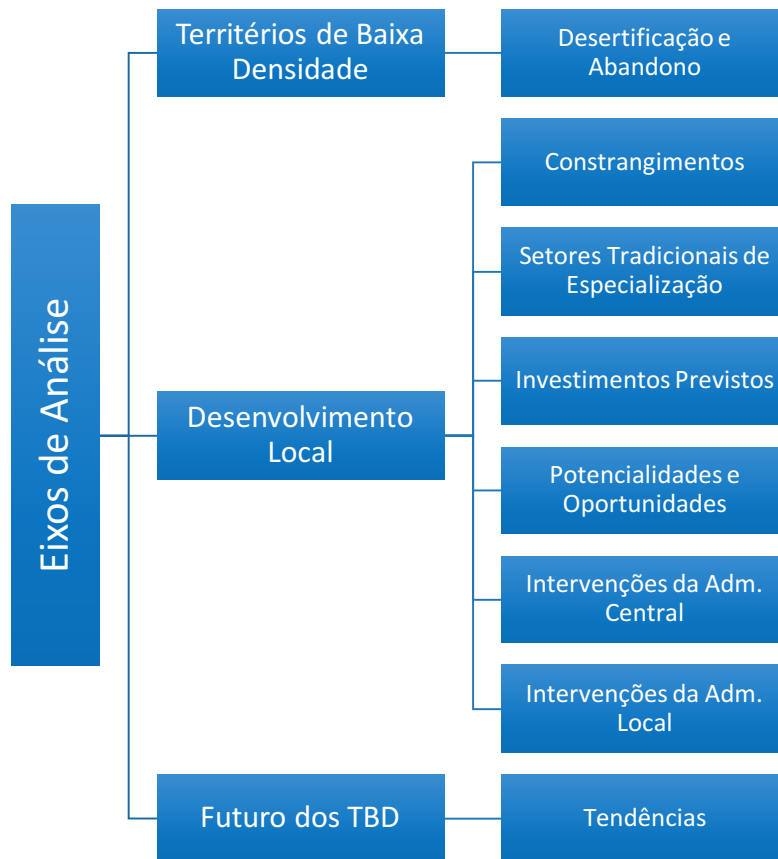 Eixos de Análise
Territérios de Baixa
Densidade
Desertificação e
Abandono
Desenvolvimento
Local
Constrangimentos
Setores Tradicionais de
Especialização
Investimentos Previstos
Potencialidades e
Oportunidades
Intervenções da Adm.
Central
Intervenções da Adm.
Local
Futuro dos TBD
Tendências